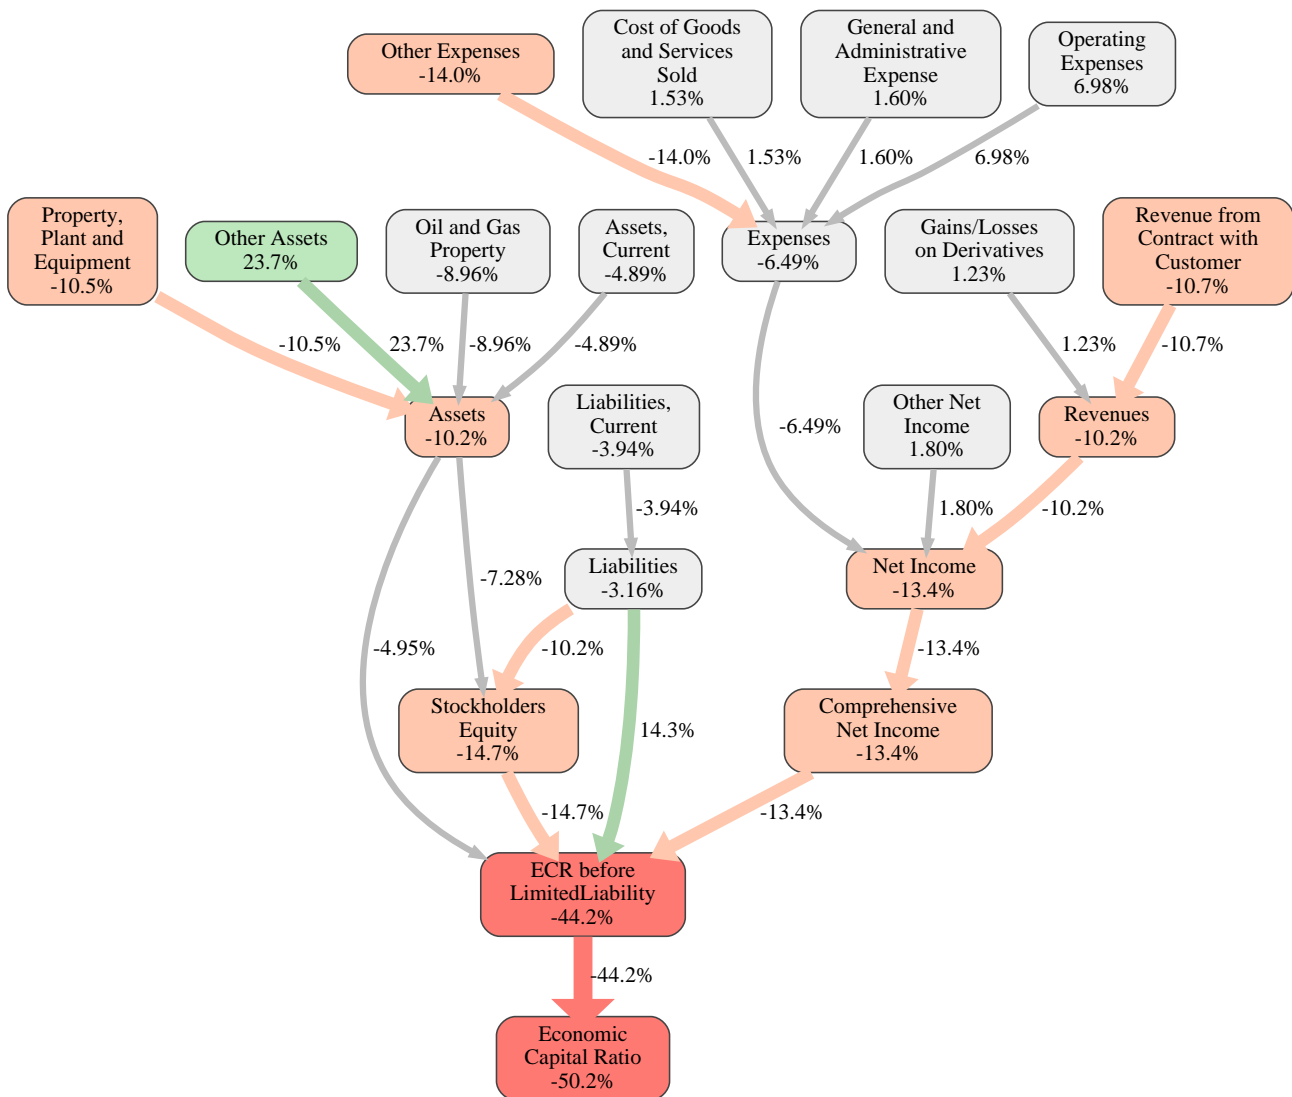 Other Expenses
-14.0%
Cost of Goods
and Services
Sold
1.53%
General and
Administrative
Expense
1.60%
Operating
Expenses
6.98%
-14.0%
1.53%
1.60%
6.98%
Property,
Plant and
Equipment
-10.5%
Other Assets
23.7%
Oil and Gas
Property
-8.96%
Assets,
Current
-4.89%
Expenses
-6.49%
Gains/Losses
on Derivatives
1.23%
Revenue from
Contract with
Customer
-10.7%
-10.5%
23.7%
-8.96%
-4.89%
1.23%
-10.7%
Assets
-10.2%
Liabilities,
Current
-3.94%
-6.49%
Other Net
Income
1.80%
Revenues
-10.2%
-3.94%
1.80%
-10.2%
-7.28%
Liabilities
-3.16%
Net Income
-13.4%
-4.95%
-10.2%
14.3%
-13.4%
Stockholders
Equity
-14.7%
Comprehensive
Net Income
-13.4%
-14.7%
-13.4%
ECR before
LimitedLiability
-44.2%
-44.2%
Economic
Capital Ratio
-50.2%